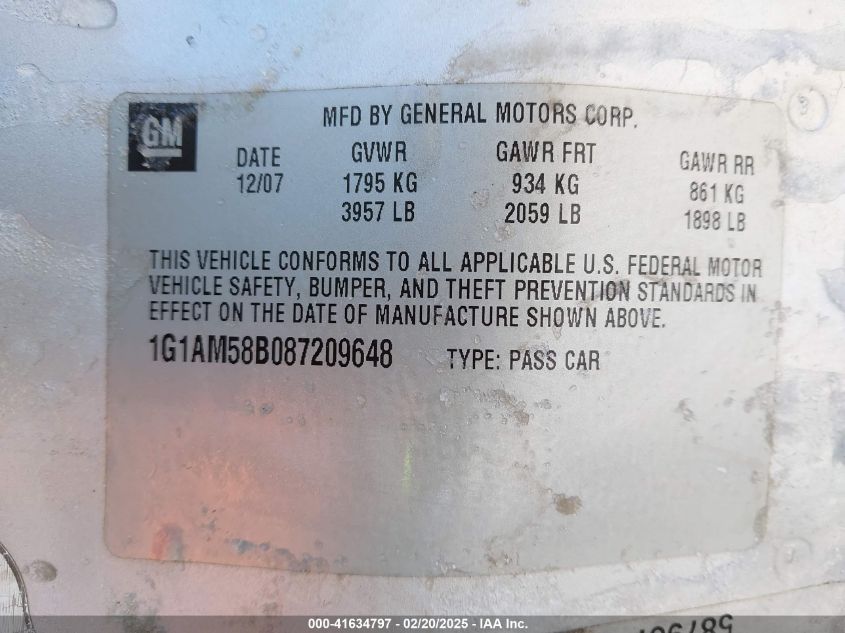 GM
MFD BY GENERAL MOTORS CORP.
DATE GVWR GAWR FRT GAWR RR
12/07 1795 KG 934 KG 861 KG
3957 LB 2059 LB 1898 LB
THIS VEHICLE CONFORMS TO ALL APPLICABLE U.S. FEDERAL MOTOR
VEHICLE SAFETY, BUMPER, AND THEFT PREVENTION STANDARDS IN
EFFECT ON THE DATE OF MANUFACTURE SHOWN ABOVE.
1G1AM58B087209648 TYPE: PASS CAR
000-41634797 - 02/20/2025 - IAA Inc.